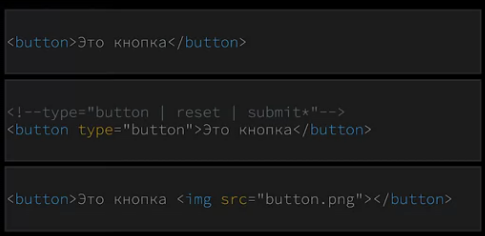 <button>Это кнопка</button>
<!--type="button | reset | submit*"-->
<button type="button">Это кнопка</button>
<button>Это кнопка <img src="button.png"></button>